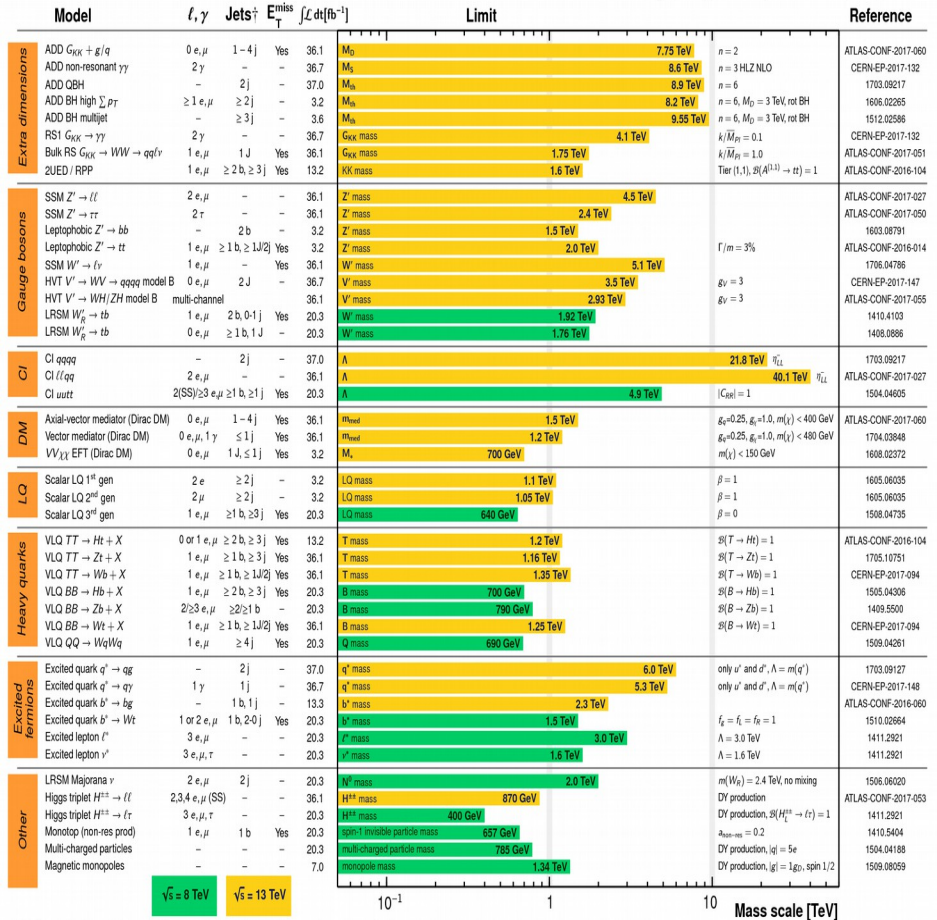 Model ℓ, γ Jets† E_T^miss ∫ℒ dt[fb⁻¹] Limit Reference
Extra dimensions
ADD G_KK + g/q 0 e, μ 1 − 4 j Yes 36.1 M_D 7.75 TeV n = 2 ATLAS-CONF-2017-060
ADD non-resonant γγ 2 γ − − 36.7 M_S 8.6 TeV n = 3 HLZ NLO CERN-EP-2017-132
ADD QBH − 2 j − 37.0 M_th 8.9 TeV n = 6 1703.09217
ADD BH high ∑ p_T ≥ 1 e, μ ≥ 2 j − 3.2 M_th 8.2 TeV n = 6, M_D = 3 TeV, rot BH 1606.02265
ADD BH multijet − ≥ 3 j − 3.6 M_th 9.55 TeV n = 6, M_D = 3 TeV, rot BH 1512.02586
RS1 G_KK → γγ 2 γ − − 36.7 G_KK mass 4.1 TeV k/M̅_Pl = 0.1 CERN-EP-2017-132
Bulk RS G_KK → WW → qqℓν 1 e, μ 1 J Yes 36.1 G_KK mass 1.75 TeV k/M̅_Pl = 1.0 ATLAS-CONF-2017-051
2UED / RPP 1 e, μ ≥ 2 b, ≥ 3 j Yes 13.2 KK mass 1.6 TeV Tier (1,1), ℬ(A^(1,1) → tt) = 1 ATLAS-CONF-2016-104
Gauge bosons
SSM Z′ → ℓℓ 2 e, μ − − 36.1 Z′ mass 4.5 TeV ATLAS-CONF-2017-027
SSM Z′ → ττ 2 τ − − 36.1 Z′ mass 2.4 TeV ATLAS-CONF-2017-050
Leptophobic Z′ → bb − 2 b − 3.2 Z′ mass 1.5 TeV 1603.08791
Leptophobic Z′ → tt 1 e, μ ≥ 1 b, ≥ 1J/2j Yes 3.2 Z′ mass 2.0 TeV Γ/m = 3% ATLAS-CONF-2016-014
SSM W′ → ℓν 1 e, μ − Yes 36.1 W′ mass 5.1 TeV 1706.04786
HVT V′ → WV → qqqq model B 0 e, μ 2 J − 36.7 V′ mass 3.5 TeV g_V = 3 CERN-EP-2017-147
HVT V′ → WH/ZH model B multi-channel 36.1 V′ mass 2.93 TeV g_V = 3 ATLAS-CONF-2017-055
LRSM W′_R → tb 1 e, μ 2 b, 0-1 j Yes 20.3 W′ mass 1.92 TeV 1410.4103
LRSM W′_R → tb 0 e, μ ≥ 1 b, 1 J − 20.3 W′ mass 1.76 TeV 1408.0886
CI
CI qqqq − 2 j − 37.0 Λ 21.8 TeV η⁻_LL 1703.09217
CI ℓℓqq 2 e, μ − − 36.1 Λ 40.1 TeV η⁻_LL ATLAS-CONF-2017-027
CI uutt 2(SS)/≥3 e,μ ≥1 b, ≥1 j Yes 20.3 Λ 4.9 TeV |C_RR| = 1 1504.04605
DM
Axial-vector mediator (Dirac DM) 0 e, μ 1 − 4 j Yes 36.1 m_med 1.5 TeV g_q=0.25, g_χ=1.0, m(χ) < 400 GeV ATLAS-CONF-2017-060
Vector mediator (Dirac DM) 0 e, μ, 1 γ ≤ 1 j Yes 36.1 m_med 1.2 TeV g_q=0.25, g_χ=1.0, m(χ) < 480 GeV 1704.03848
VVχχ EFT (Dirac DM) 0 e, μ 1 J, ≤ 1 j Yes 3.2 M_* 700 GeV m(χ) < 150 GeV 1608.02372
LQ
Scalar LQ 1st gen 2 e ≥ 2 j − 3.2 LQ mass 1.1 TeV β = 1 1605.06035
Scalar LQ 2nd gen 2 μ ≥ 2 j − 3.2 LQ mass 1.05 TeV β = 1 1605.06035
Scalar LQ 3rd gen 1 e, μ ≥1 b, ≥3 j Yes 20.3 LQ mass 640 GeV β = 0 1508.04735
Heavy quarks
VLQ TT → Ht + X 0 or 1 e, μ ≥ 2 b, ≥ 3 j Yes 13.2 T mass 1.2 TeV ℬ(T → Ht) = 1 ATLAS-CONF-2016-104
VLQ TT → Zt + X 1 e, μ ≥ 1 b, ≥ 3 j Yes 36.1 T mass 1.16 TeV ℬ(T → Zt) = 1 1705.10751
VLQ TT → Wb + X 1 e, μ ≥ 1 b, ≥ 1J/2j Yes 36.1 T mass 1.35 TeV ℬ(T → Wb) = 1 CERN-EP-2017-094
VLQ BB → Hb + X 1 e, μ ≥ 2 b, ≥ 3 j Yes 20.3 B mass 700 GeV ℬ(B → Hb) = 1 1505.04306
VLQ BB → Zb + X 2/≥3 e, μ ≥2/≥1 b − 20.3 B mass 790 GeV ℬ(B → Zb) = 1 1409.5500
VLQ BB → Wt + X 1 e, μ ≥ 1 b, ≥ 1J/2j Yes 36.1 B mass 1.25 TeV ℬ(B → Wt) = 1 CERN-EP-2017-094
VLQ QQ → WqWq 1 e, μ ≥ 4 j Yes 20.3 Q mass 690 GeV 1509.04261
Excited fermions
Excited quark q* → qg − 2 j − 37.0 q* mass 6.0 TeV only u* and d*, Λ = m(q*) 1703.09127
Excited quark q* → qγ 1 γ 1 j − 36.7 q* mass 5.3 TeV only u* and d*, Λ = m(q*) CERN-EP-2017-148
Excited quark b* → bg − 1 b, 1 j − 13.3 b* mass 2.3 TeV ATLAS-CONF-2016-060
Excited quark b* → Wt 1 or 2 e, μ 1 b, 2-0 j Yes 20.3 b* mass 1.5 TeV f_g = f_L = f_R = 1 1510.02664
Excited lepton ℓ* 3 e, μ − − 20.3 ℓ* mass 3.0 TeV Λ = 3.0 TeV 1411.2921
Excited lepton ν* 3 e, μ, τ − − 20.3 ν* mass 1.6 TeV Λ = 1.6 TeV 1411.2921
Other
LRSM Majorana ν 2 e, μ 2 j − 20.3 N⁰ mass 2.0 TeV m(W_R) = 2.4 TeV, no mixing 1506.06020
Higgs triplet H^±± → ℓℓ 2,3,4 e, μ (SS) − − 36.1 H^±± mass 870 GeV DY production ATLAS-CONF-2017-053
Higgs triplet H^±± → ℓτ 3 e, μ, τ − − 20.3 H^±± mass 400 GeV DY production, ℬ(H_L^±± → ℓτ) = 1 1411.2921
Monotop (non-res prod) 1 e, μ 1 b Yes 20.3 spin-1 invisible particle mass 657 GeV a_non−res = 0.2 1410.5404
Multi-charged particles − − − 20.3 multi-charged particle mass 785 GeV DY production, |q| = 5e 1504.04188
Magnetic monopoles − − − 7.0 monopole mass 1.34 TeV DY production, |g| = 1g_D, spin 1/2 1509.08059
√s = 8 TeV √s = 13 TeV
10⁻¹ 1 10
Mass scale [TeV]